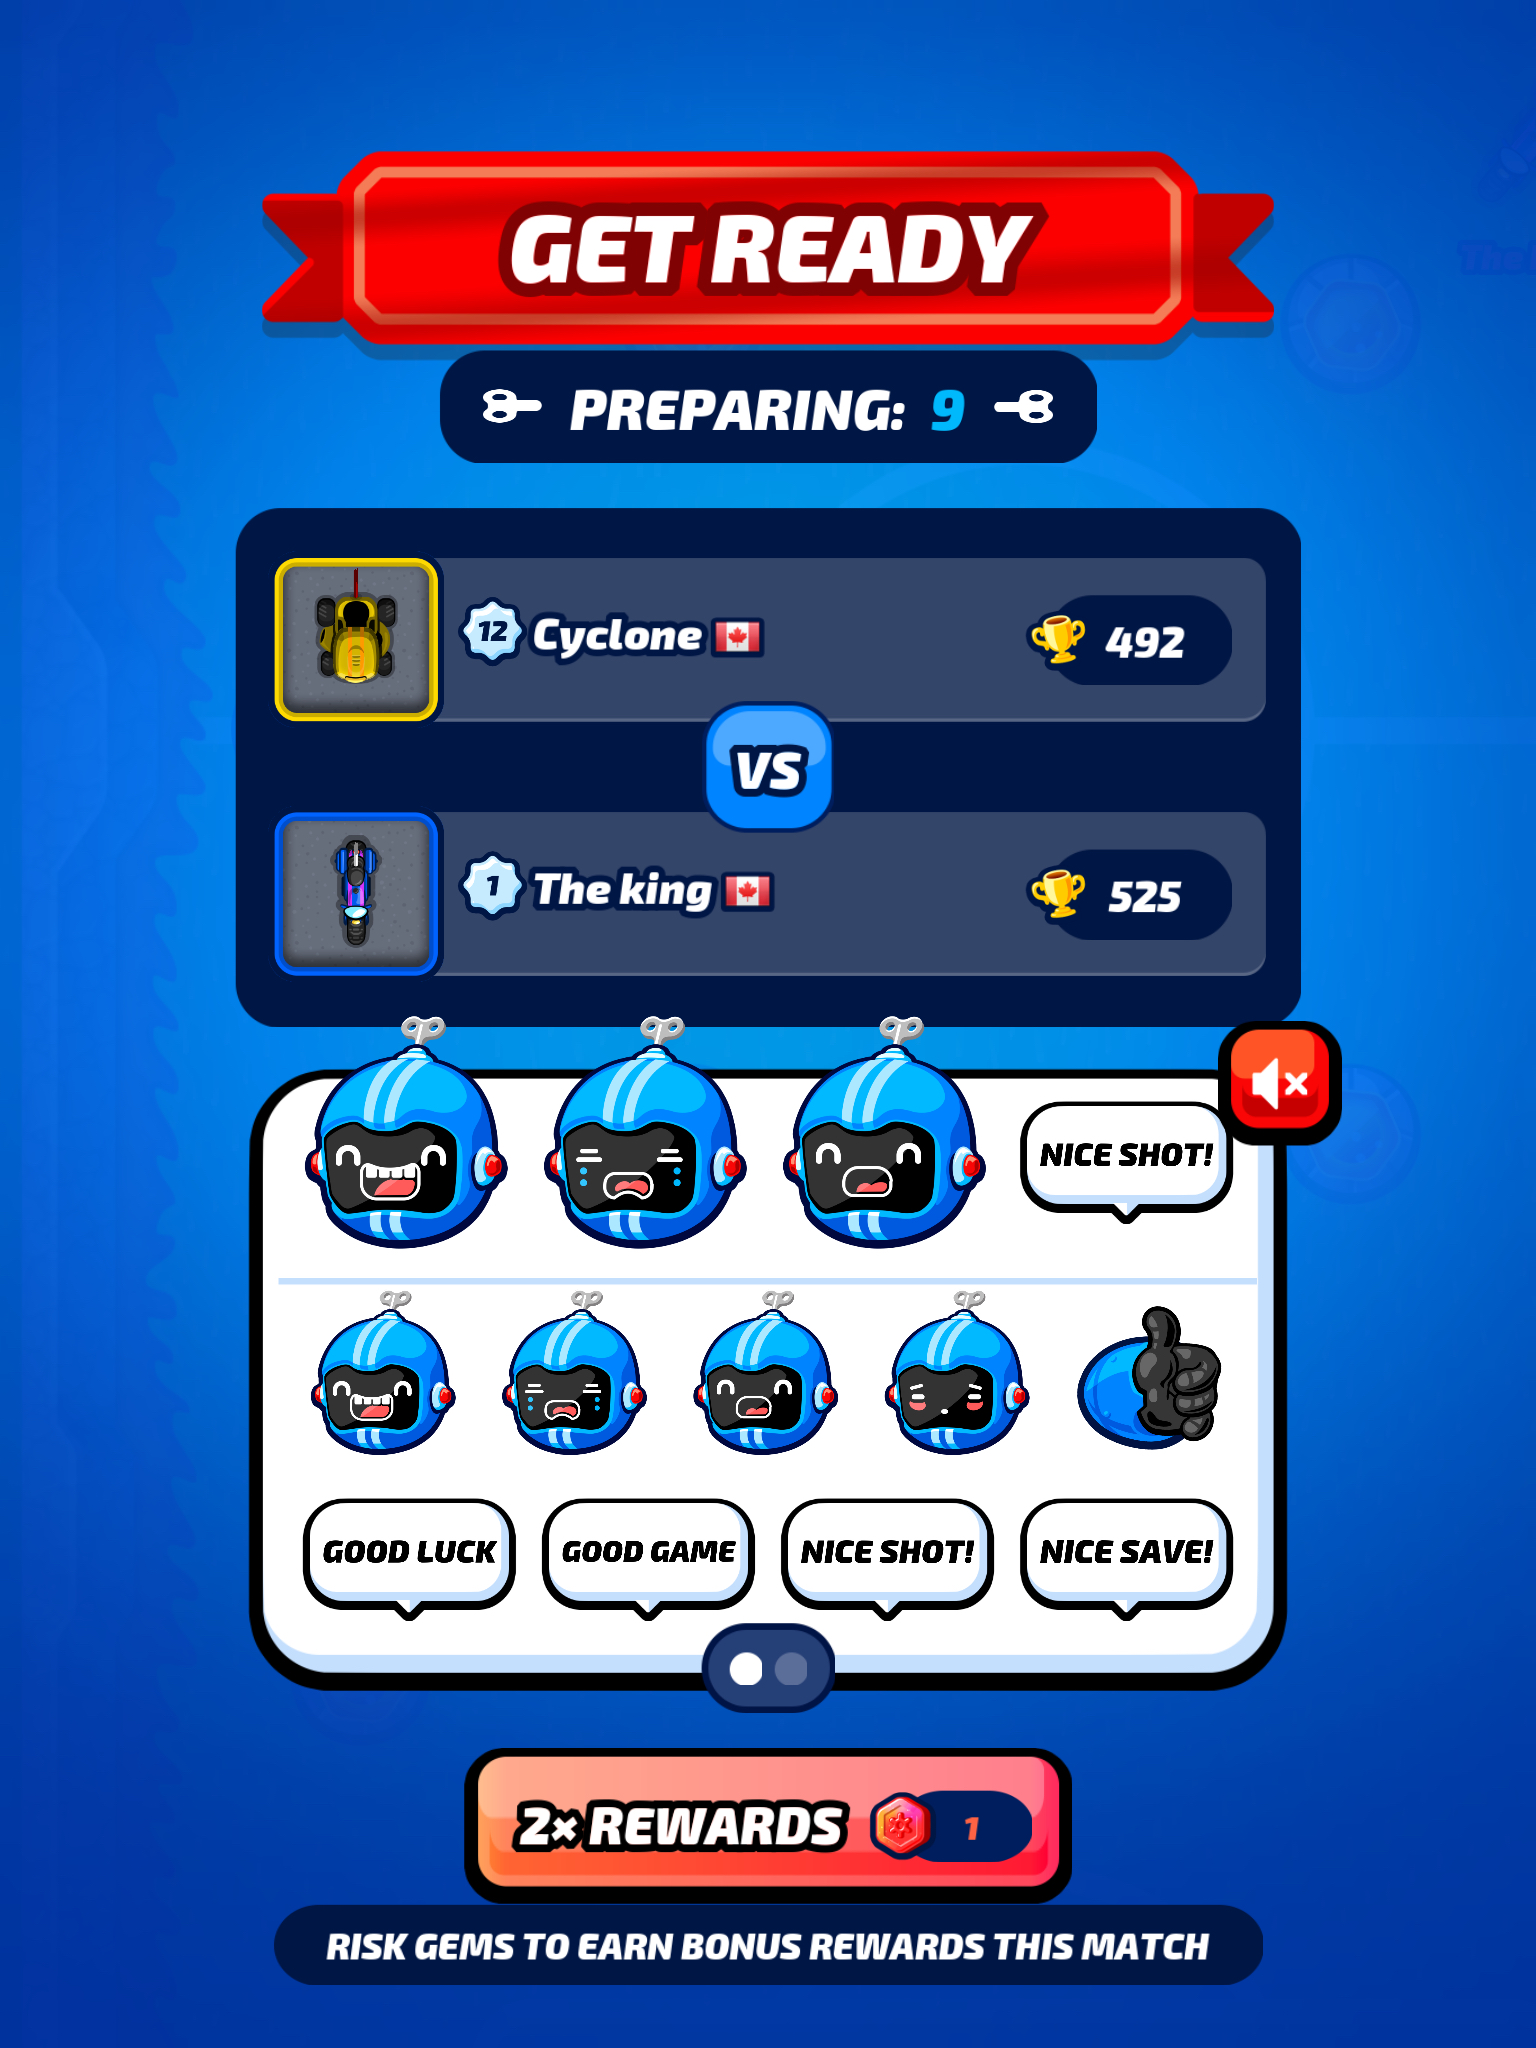 GET READY
PREPARING: 9
12 Cyclone 492
VS
1 The king 525
NICE SHOT!
GOOD LUCK
GOOD GAME
NICE SHOT!
NICE SAVE!
2x REWARDS 1
RISK GEMS TO EARN BONUS REWARDS THIS MATCH